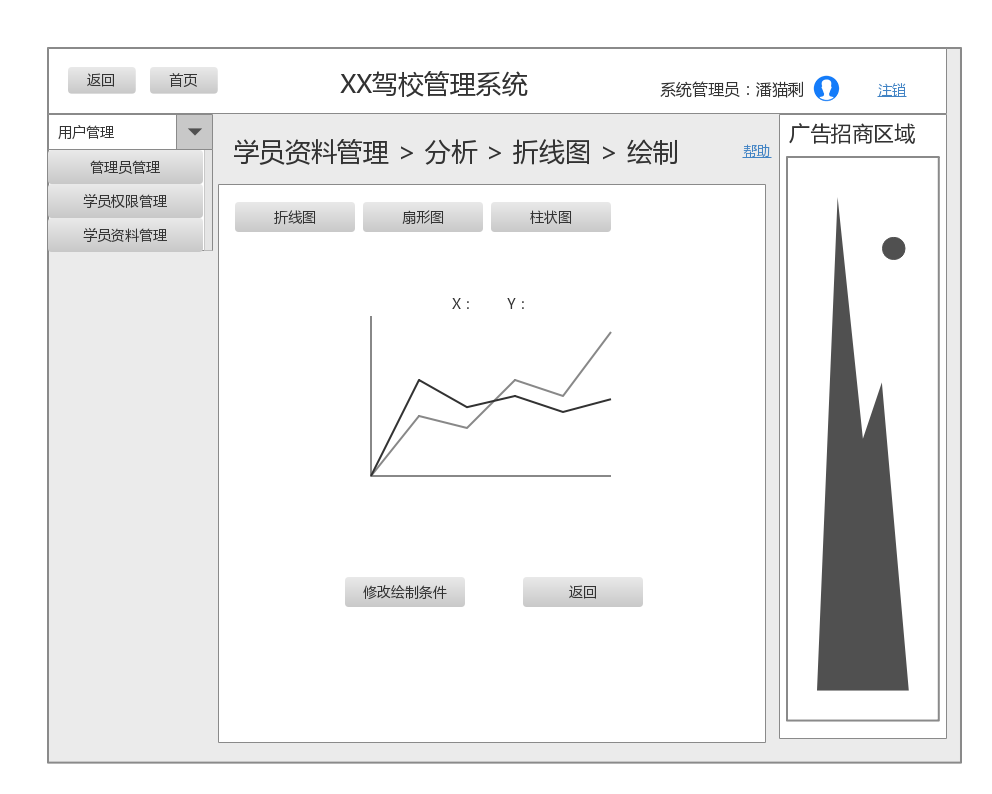 返回
首页
XX驾校管理系统
系统管理员：潘猫剩
注销
用户管理
管理员管理
学员权限管理
学员资料管理
学员资料管理 > 分析 > 折线图 > 绘制
帮助
折线图
扇形图
柱状图
X： Y：
修改绘制条件
返回
广告招商区域